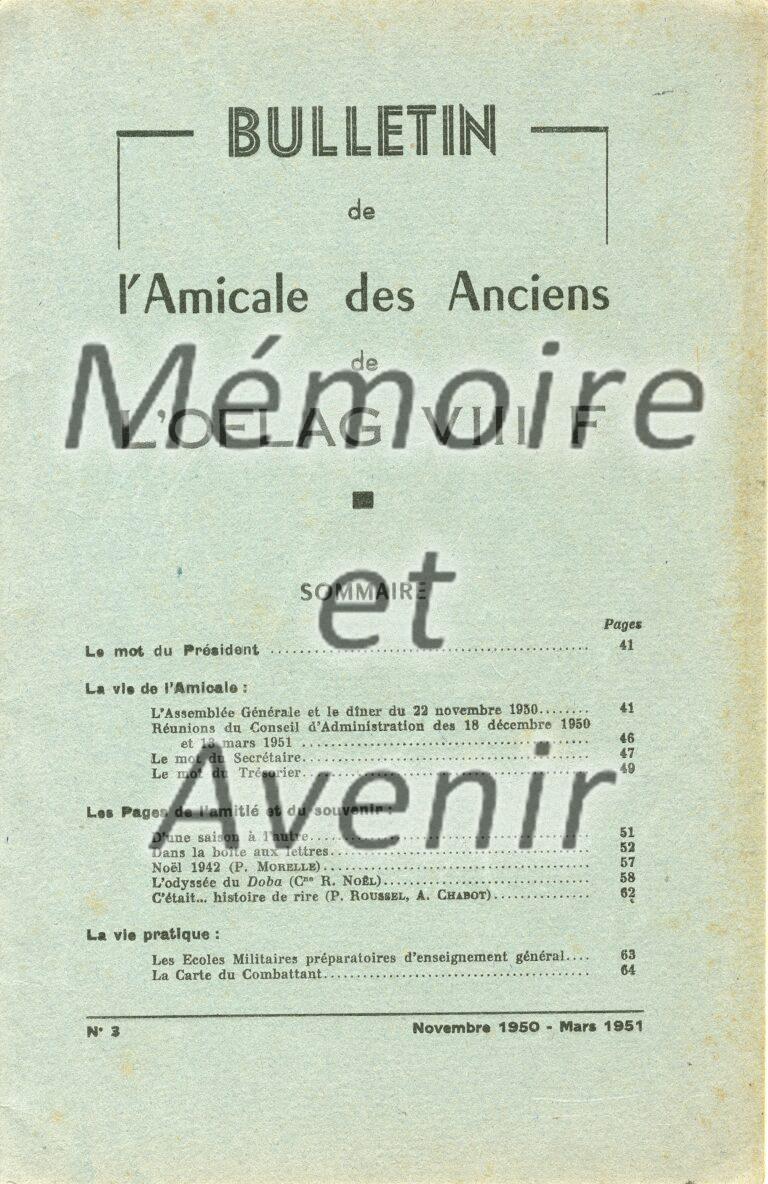 BULLETIN
de
l'Amicale des Anciens
de
L'OFLAG VIII F
Mémoire
et
Avenir
SOMMAIRE
Pages
Le mot du Président ........ 41
La vie de l'Amicale :
L'Assemblée Générale et le dîner du 22 novembre 1950........ 41
Réunions du Conseil d'Administration des 18 décembre 1950
et 13 mars 1951 ........ 46
Le mot du Secrétaire........ 47
Le mot du Trésorier........ 49
Les Pages de l'amitié et du souvenir :
D'une saison à l'autre........ 51
Dans la boîte aux lettres........ 52
Noël 1942 (P. MORELLE)........ 57
L'odyssée du Doba (Cne R. NOËL)........ 58
C'était... histoire de rire (P. ROUSSEL, A. CHABOT)........ 62
La vie pratique :
Les Ecoles Militaires préparatoires d'enseignement général.... 63
La Carte du Combattant........ 64
N° 3 Novembre 1950 - Mars 1951